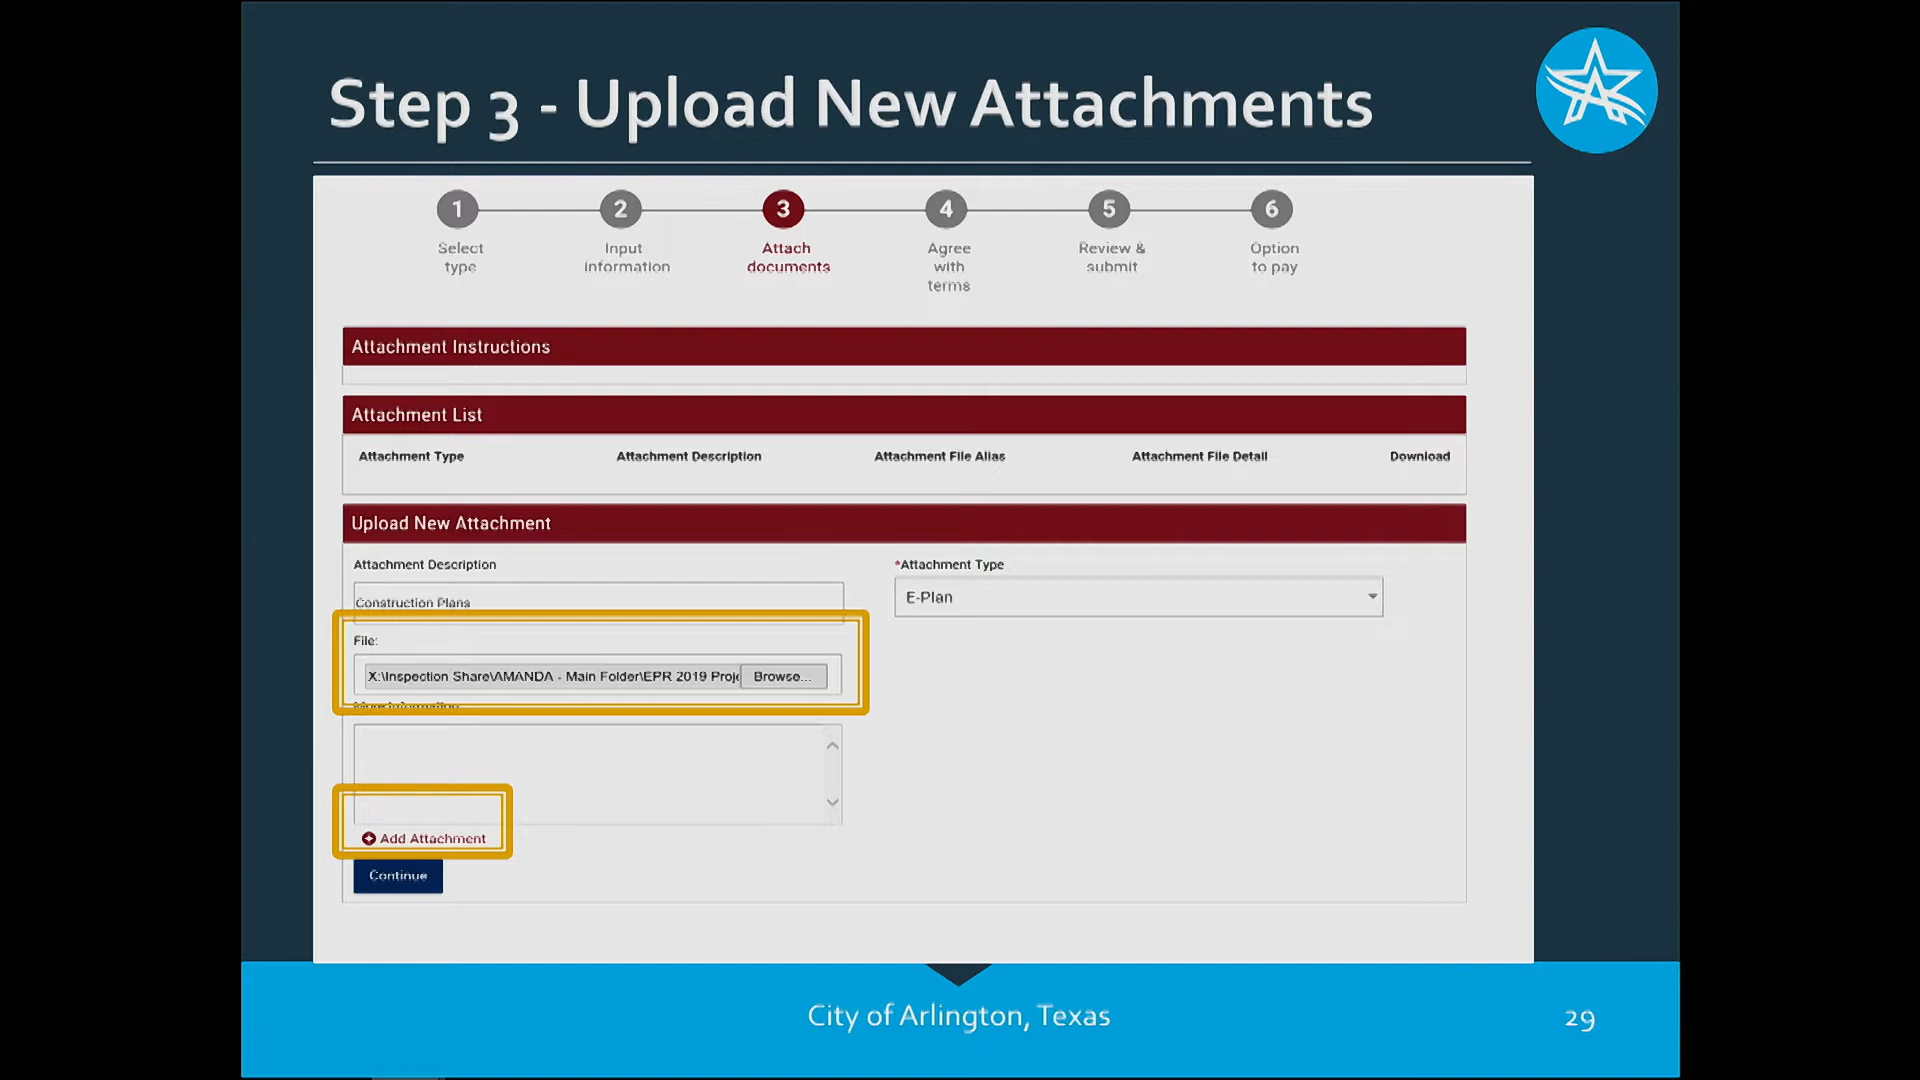 Step 3 - Upload New Attachments
1 2 3 4 5 6
Select type
Input information
Attach documents
Agree with terms
Review & submit
Option to pay
Attachment Instructions
Attachment List
Attachment Type Attachment Description Attachment File Alias Attachment File Detail Download
Upload New Attachment
Attachment Description
*Attachment Type
Construction Plans
E-Plan
File:
X:\Inspection Share\AMANDA - Main Folder\EPR 2019 Proje Browse...
More Information
Add Attachment
Continue
City of Arlington, Texas
29